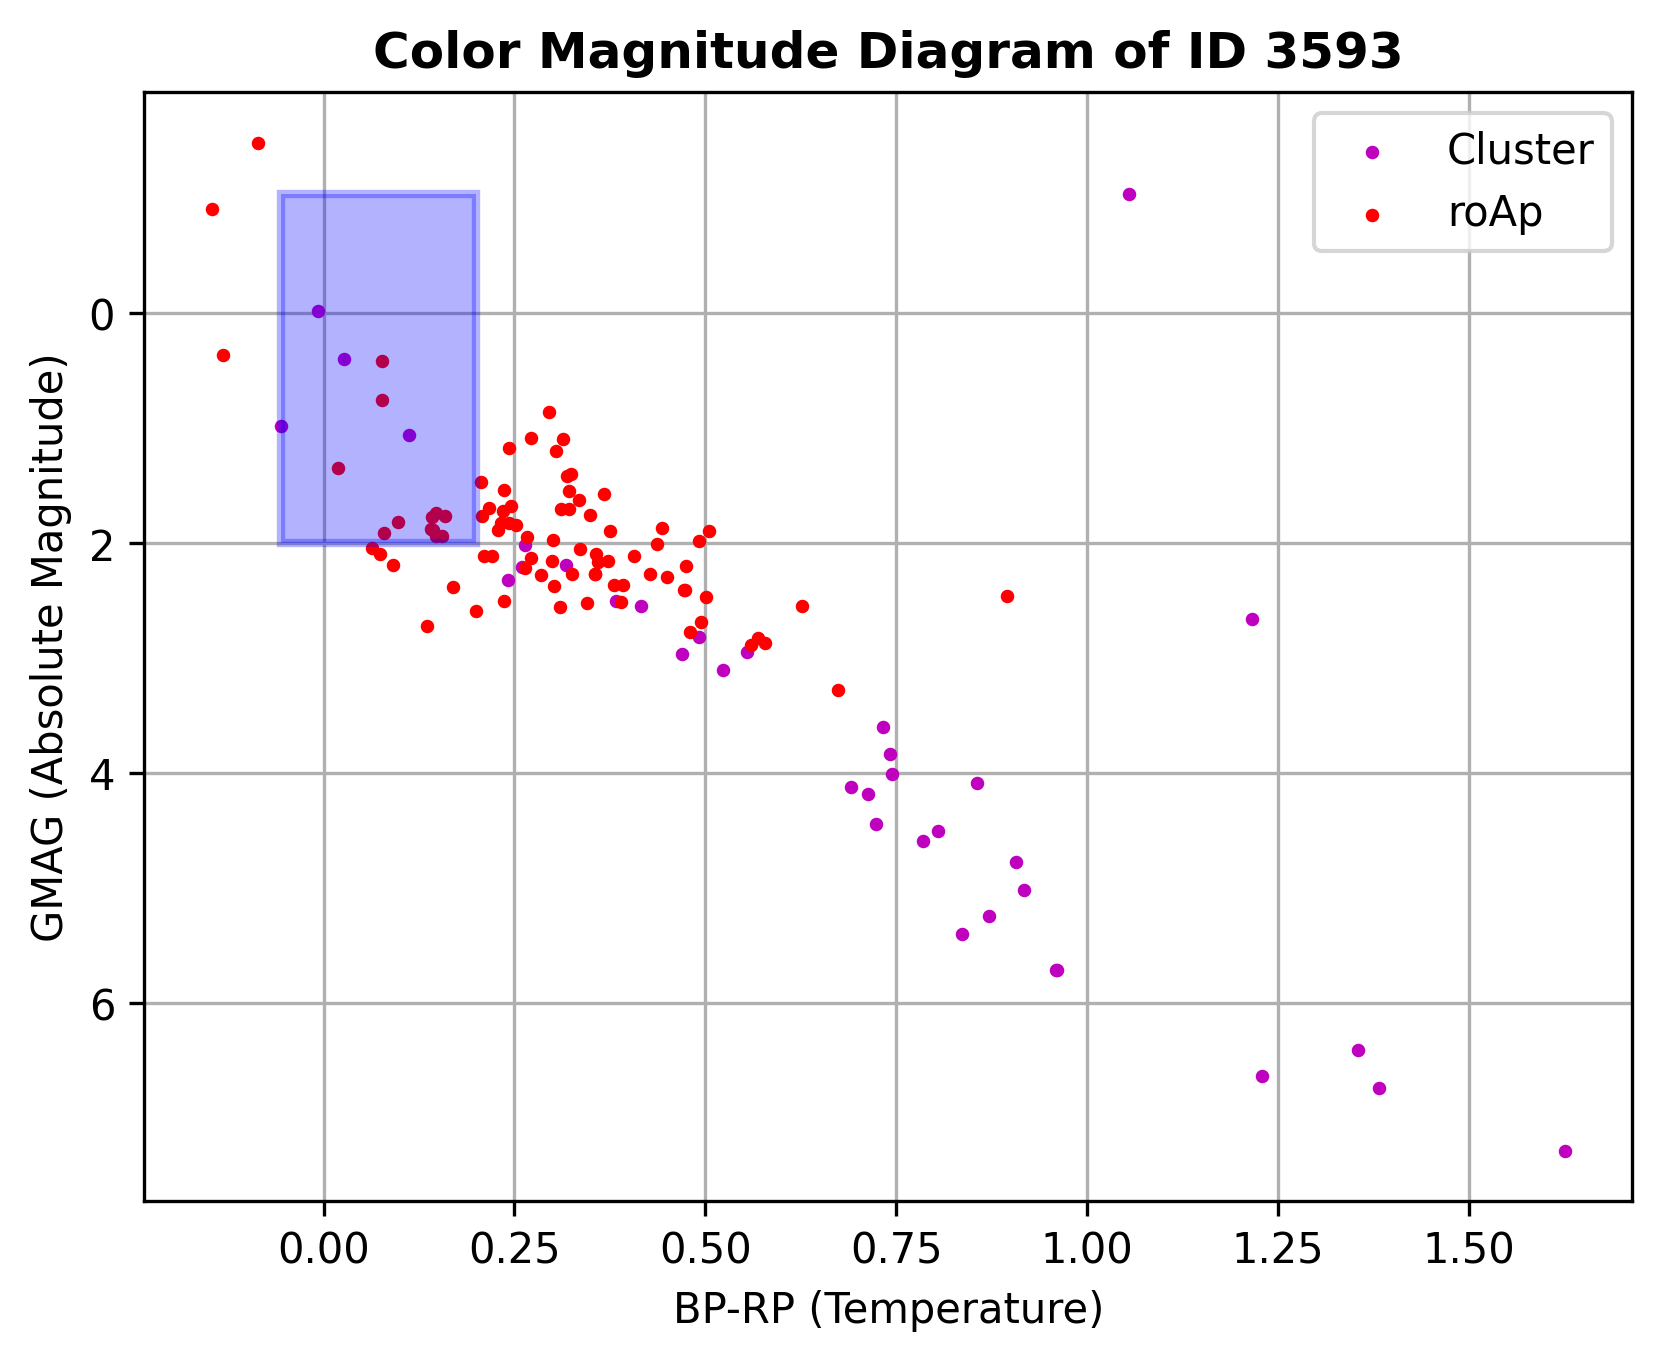 Color Magnitude Diagram of ID 3593
Cluster
roAp
GMAG (Absolute Magnitude)
0
2
4
6
0.00 0.25 0.50 0.75 1.00 1.25 1.50
BP-RP (Temperature)